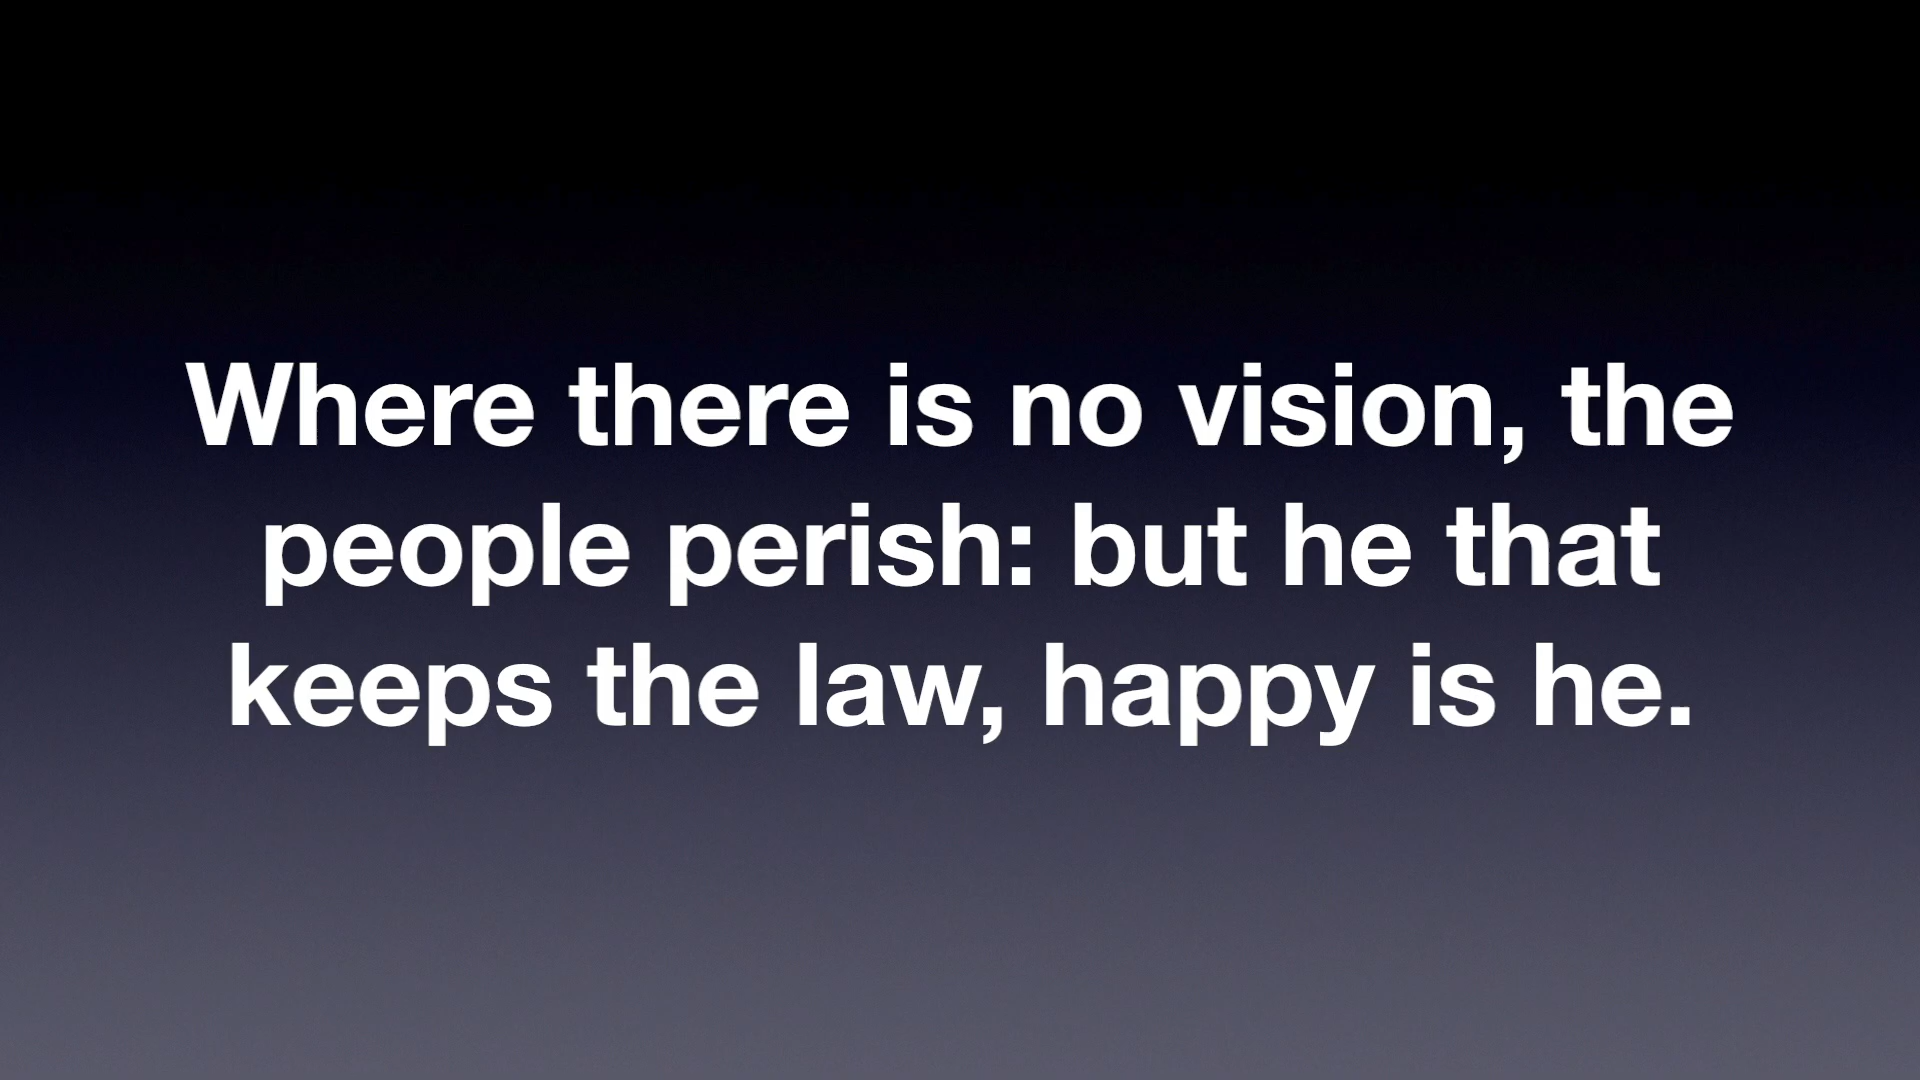 Where there is no vision, the
people perish: but he that
keeps the law, happy is he.